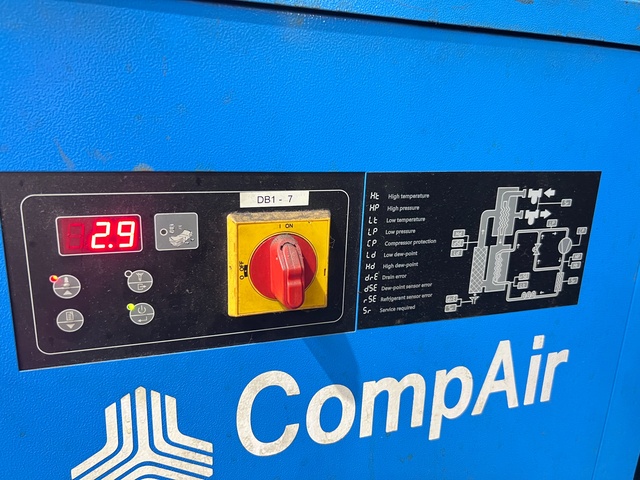 2.9
DB1 - 7
I ON
O OFF
Ht High temperature
HP High pressure
Lt Low temperature
LP Low pressure
CP Compressor protection
Ld Low dew-point
Hd High dew-point
drE Drain error
dSE Dew-point sensor error
rSE Refrigerant sensor error
Sr Service required
CompAir